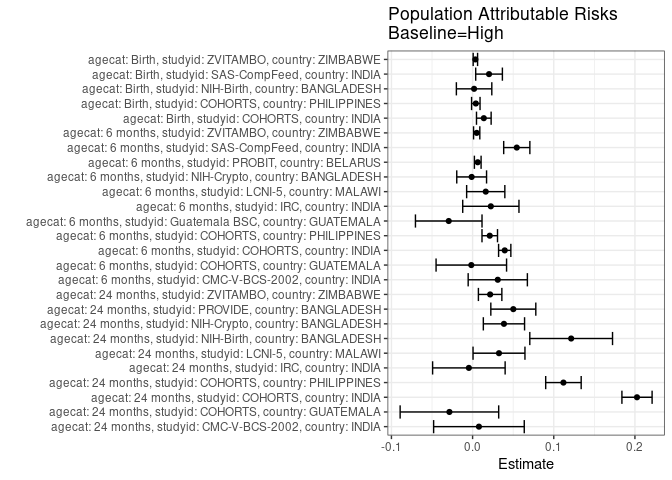 Population Attributable Risks
Baseline=High
agecat: Birth, studyid: ZVITAMBO, country: ZIMBABWE
agecat: Birth, studyid: SAS-CompFeed, country: INDIA
agecat: Birth, studyid: NIH-Birth, country: BANGLADESH
agecat: Birth, studyid: COHORTS, country: PHILIPPINES
agecat: Birth, studyid: COHORTS, country: INDIA
agecat: 6 months, studyid: ZVITAMBO, country: ZIMBABWE
agecat: 6 months, studyid: SAS-CompFeed, country: INDIA
agecat: 6 months, studyid: PROBIT, country: BELARUS
agecat: 6 months, studyid: NIH-Crypto, country: BANGLADESH
agecat: 6 months, studyid: LCNI-5, country: MALAWI
agecat: 6 months, studyid: IRC, country: INDIA
agecat: 6 months, studyid: Guatemala BSC, country: GUATEMALA
agecat: 6 months, studyid: COHORTS, country: PHILIPPINES
agecat: 6 months, studyid: COHORTS, country: INDIA
agecat: 6 months, studyid: COHORTS, country: GUATEMALA
agecat: 6 months, studyid: CMC-V-BCS-2002, country: INDIA
agecat: 24 months, studyid: ZVITAMBO, country: ZIMBABWE
agecat: 24 months, studyid: PROVIDE, country: BANGLADESH
agecat: 24 months, studyid: NIH-Crypto, country: BANGLADESH
agecat: 24 months, studyid: NIH-Birth, country: BANGLADESH
agecat: 24 months, studyid: LCNI-5, country: MALAWI
agecat: 24 months, studyid: IRC, country: INDIA
agecat: 24 months, studyid: COHORTS, country: PHILIPPINES
agecat: 24 months, studyid: COHORTS, country: INDIA
agecat: 24 months, studyid: COHORTS, country: GUATEMALA
agecat: 24 months, studyid: CMC-V-BCS-2002, country: INDIA
-0.1 0.0 0.1 0.2
Estimate